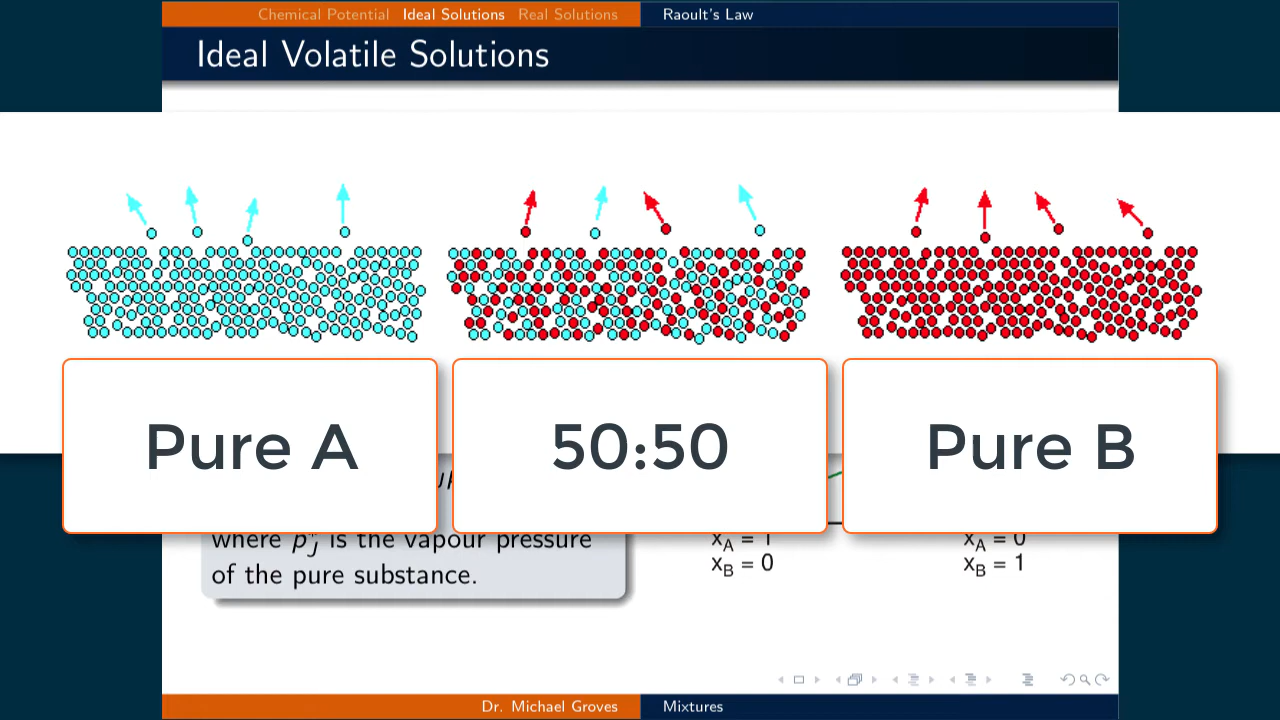 Chemical Potential Ideal Solutions Real Solutions Raoult's Law
Ideal Volatile Solutions
Pure A
50:50
Pure B
where p*J is the vapour pressure
of the pure substance.
xA = 1
xB = 0
xA = 0
xB = 1
Dr. Michael Groves Mixtures